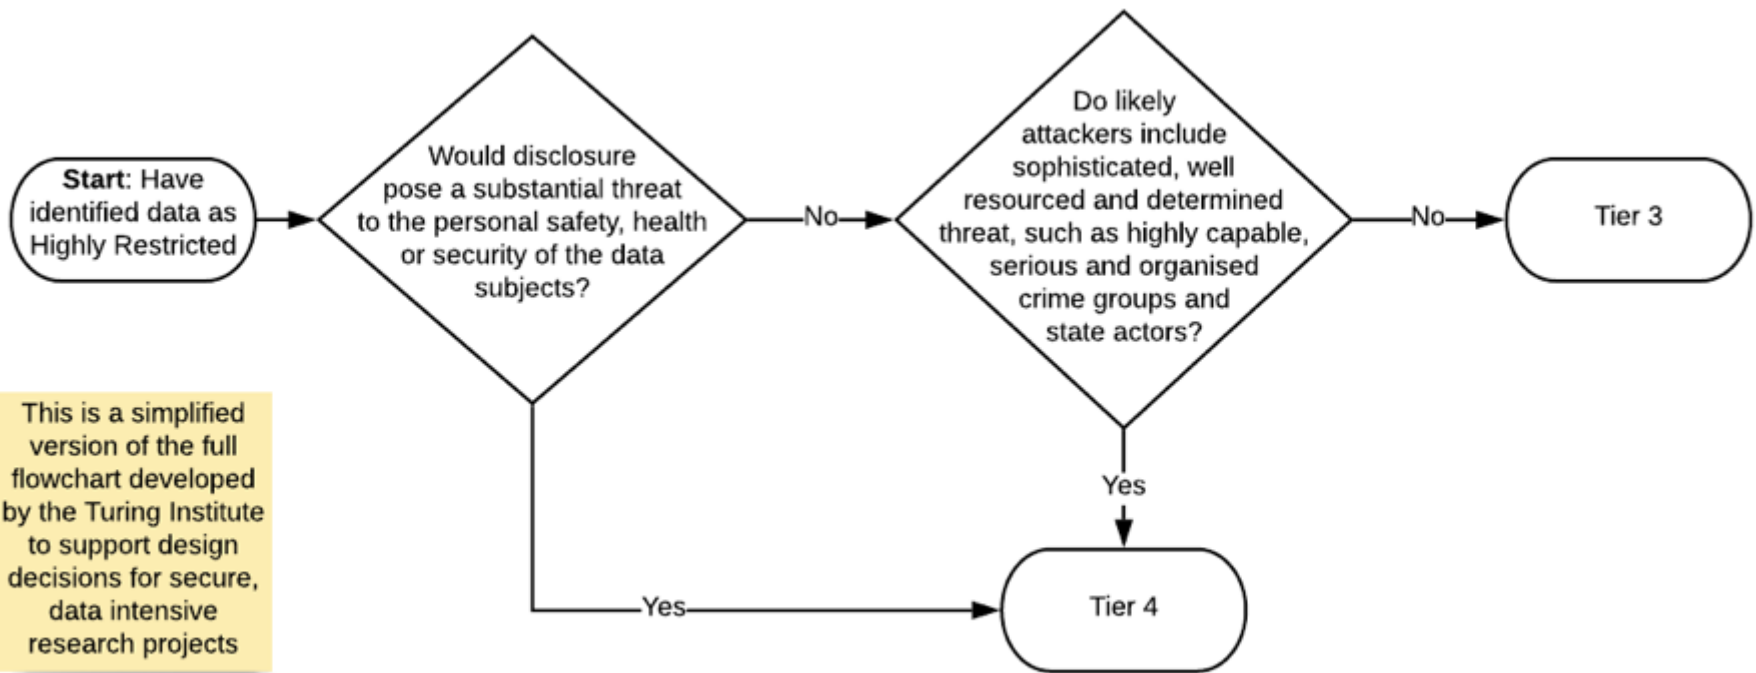 Start: Have
identified data as
Highly Restricted
Would disclosure
pose a substantial threat
to the personal safety, health
or security of the data
subjects?
No
Do likely
attackers include
sophisticated, well
resourced and determined
threat, such as highly capable,
serious and organised
crime groups and
state actors?
No
Tier 3
Yes
Yes
Tier 4
This is a simplified
version of the full
flowchart developed
by the Turing Institute
to support design
decisions for secure,
data intensive
research projects